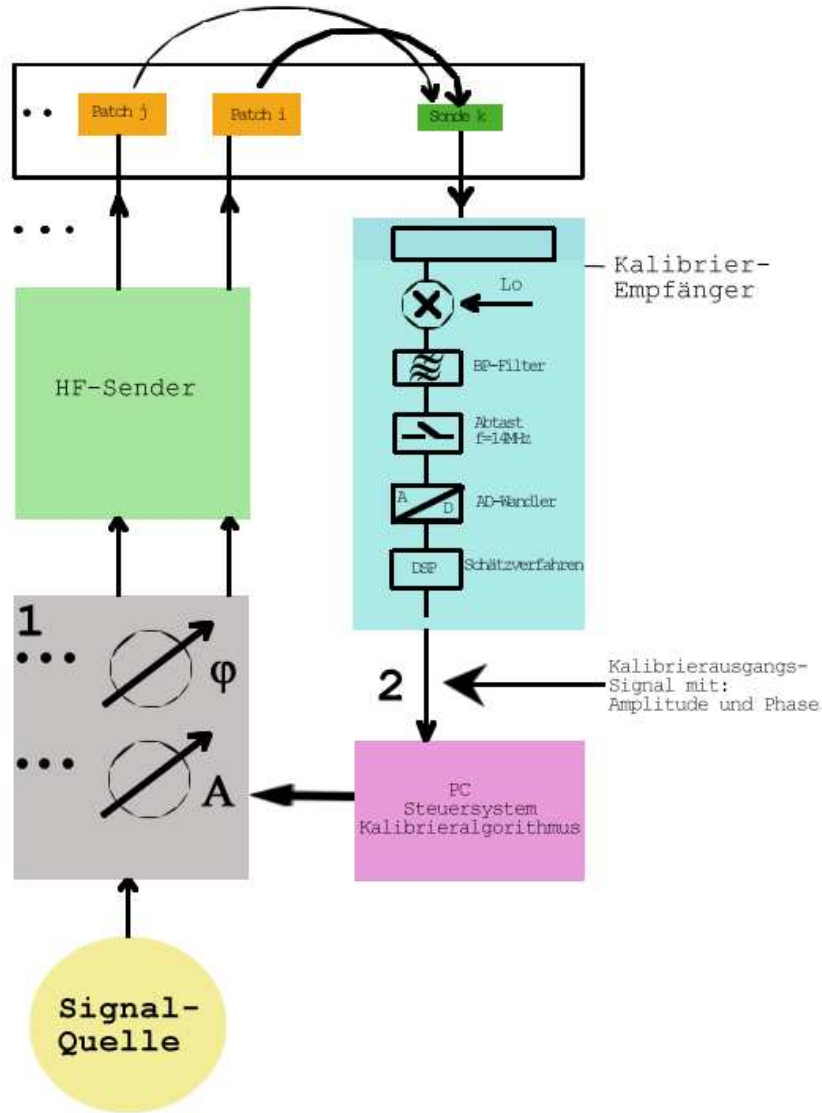 Patch j
Patch i
Sonde k
Kalibrier-
Empfänger
Lo
BP-Filter
HF-Sender
Abtast
f=14MHz
A
D
AD-Wandler
DSP
Schätzverfahren
1
φ
A
2
Kalibrierausgangs-
Signal mit:
Amplitude und Phase
PC
Steuersystem
Kalibrieralgorithmus
Signal-
Quelle